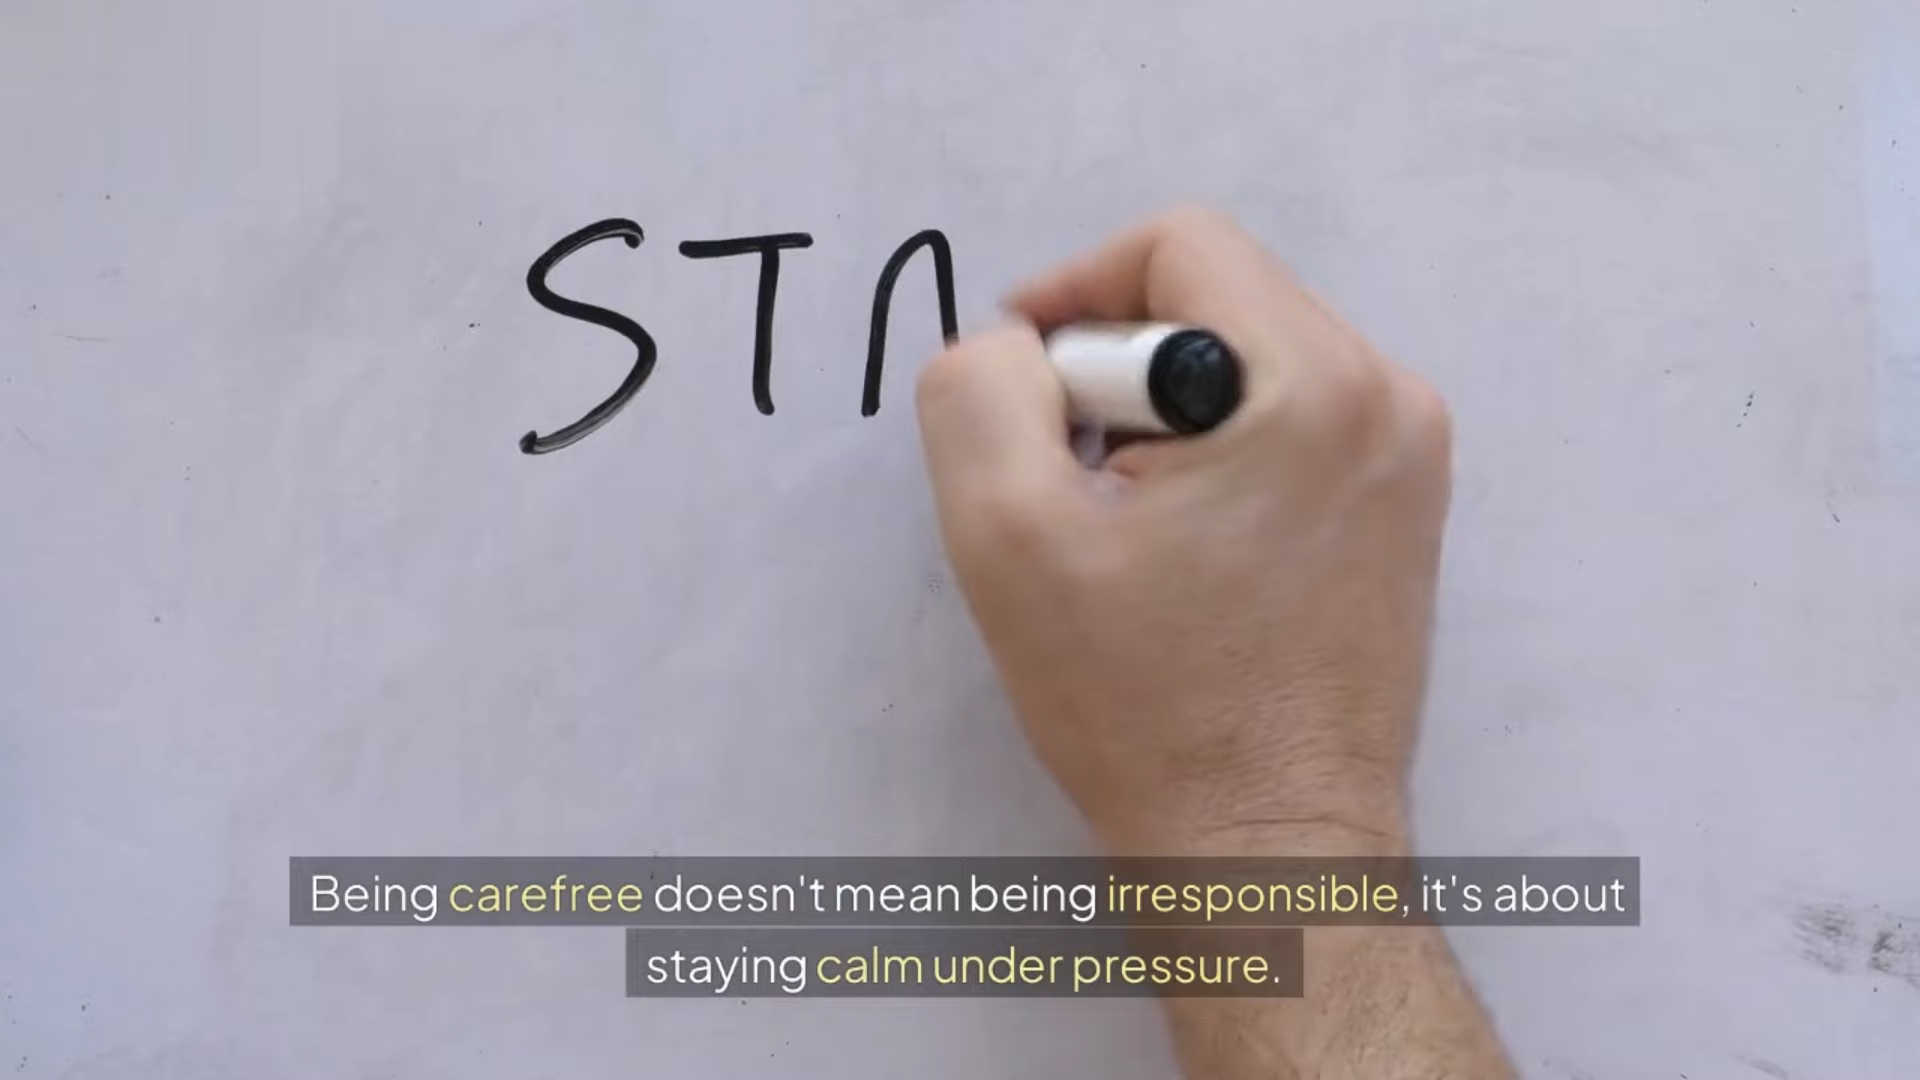 ST
Being carefree doesn't mean being irresponsible, it's about
staying calm under pressure.